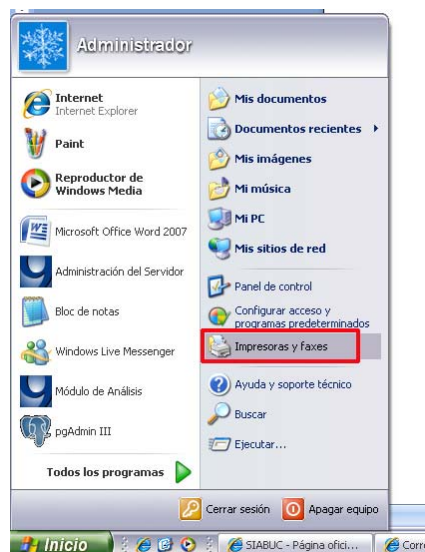 Administrador
Internet
Internet Explorer
Paint
Reproductor de
Windows Media
Microsoft Office Word 2007
Administración del Servidor
Bloc de notas
Windows Live Messenger
Módulo de Análisis
pgAdmin III
Todos los programas
Mis documentos
Documentos recientes
Mis imágenes
Mi música
Mi PC
Mis sitios de red
Panel de control
Configurar acceso y
programas predeterminados
Impresoras y faxes
Ayuda y soporte técnico
Buscar
Ejecutar...
Cerrar sesión
Apagar equipo
Inicio
SIABUC - Página ofici...
Corre